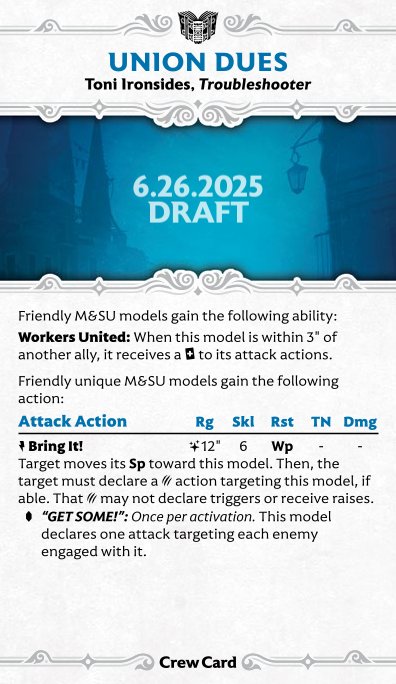 UNION DUES
Toni Ironsides, Troubleshooter
6.26.2025
DRAFT
Friendly M&SU models gain the following ability:
Workers United: When this model is within 3" of
another ally, it receives a to its attack actions.
Friendly unique M&SU models gain the following
action:
Attack Action Rg Skl Rst TN Dmg
Bring It! 12" 6 Wp - -
Target moves its Sp toward this model. Then, the
target must declare a action targeting this model, if
able. That may not declare triggers or receive raises.
"GET SOME!": Once per activation. This model
declares one attack targeting each enemy
engaged with it.
Crew Card